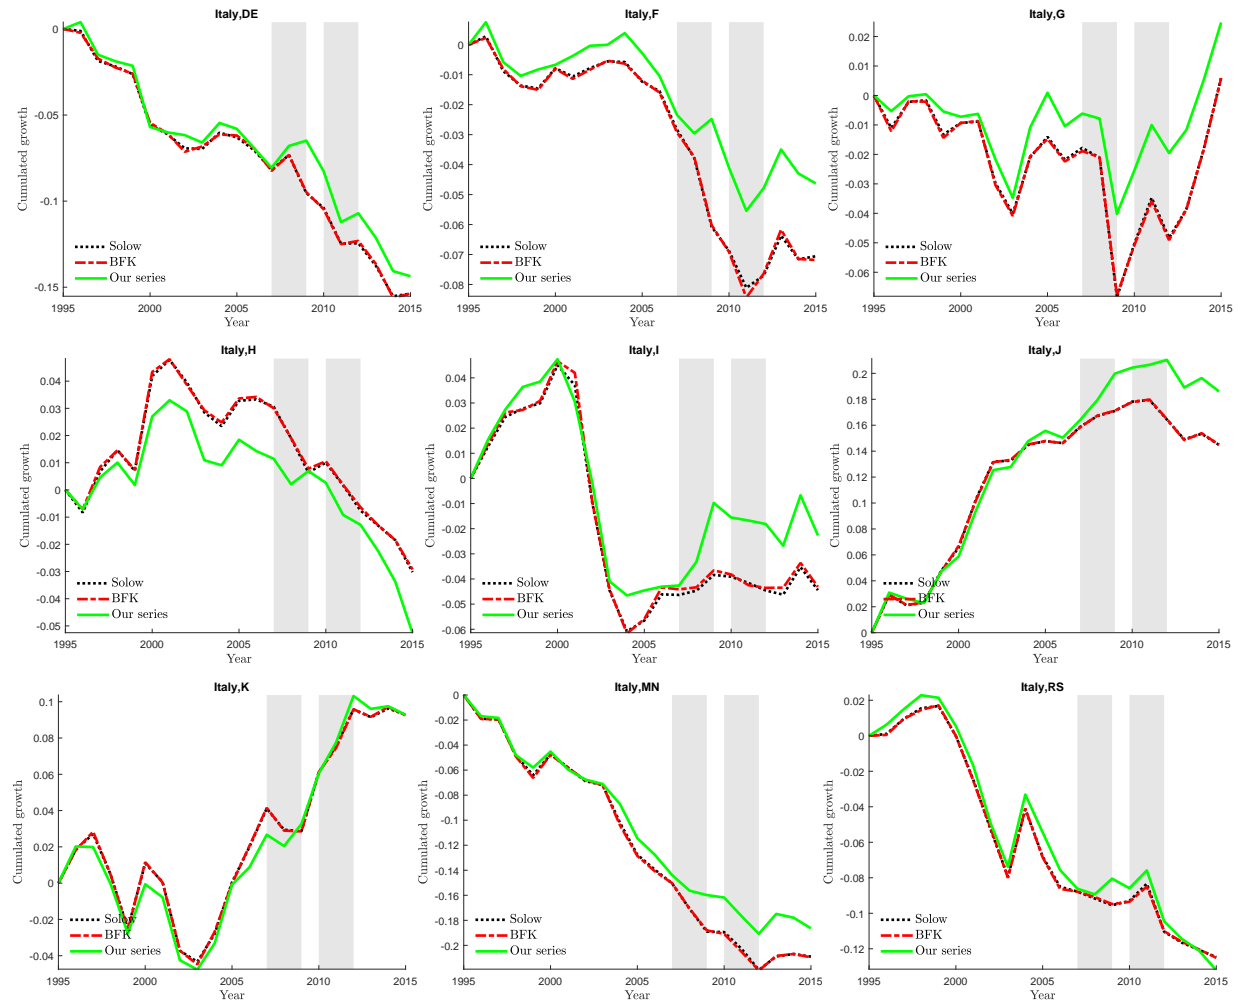 Italy,DE
0
-0.05
-0.1
-0.15
Cumulated growth
Solow
BFK
Our series
1995 2000 2005 2010 2015
Year
Italy,F
0
-0.01
-0.02
-0.03
-0.04
-0.05
-0.06
-0.07
-0.08
Cumulated growth
Solow
BFK
Our series
1995 2000 2005 2010 2015
Year
Italy,G
0.02
0.01
0
-0.01
-0.02
-0.03
-0.04
-0.05
-0.06
Cumulated growth
Solow
BFK
Our series
1995 2000 2005 2010 2015
Year
Italy,H
0.04
0.03
0.02
0.01
0
-0.01
-0.02
-0.03
-0.04
-0.05
Cumulated growth
Solow
BFK
Our series
1995 2000 2005 2010 2015
Year
Italy,I
0.04
0.03
0.02
0.01
0
-0.01
-0.02
-0.03
-0.04
-0.05
-0.06
Cumulated growth
Solow
BFK
Our series
1995 2000 2005 2010 2015
Year
Italy,J
0.2
0.18
0.16
0.14
0.12
0.1
0.08
0.06
0.04
0.02
0
Cumulated growth
Solow
BFK
Our series
1995 2000 2005 2010 2015
Year
Italy,K
0.1
0.08
0.06
0.04
0.02
0
-0.02
-0.04
Cumulated growth
Solow
BFK
Our series
1995 2000 2005 2010 2015
Year
Italy,MN
0
-0.02
-0.04
-0.06
-0.08
-0.1
-0.12
-0.14
-0.16
-0.18
-0.2
Cumulated growth
Solow
BFK
Our series
1995 2000 2005 2010 2015
Year
Italy,RS
0.02
0
-0.02
-0.04
-0.06
-0.08
-0.1
-0.12
Cumulated growth
Solow
BFK
Our series
1995 2000 2005 2010 2015
Year